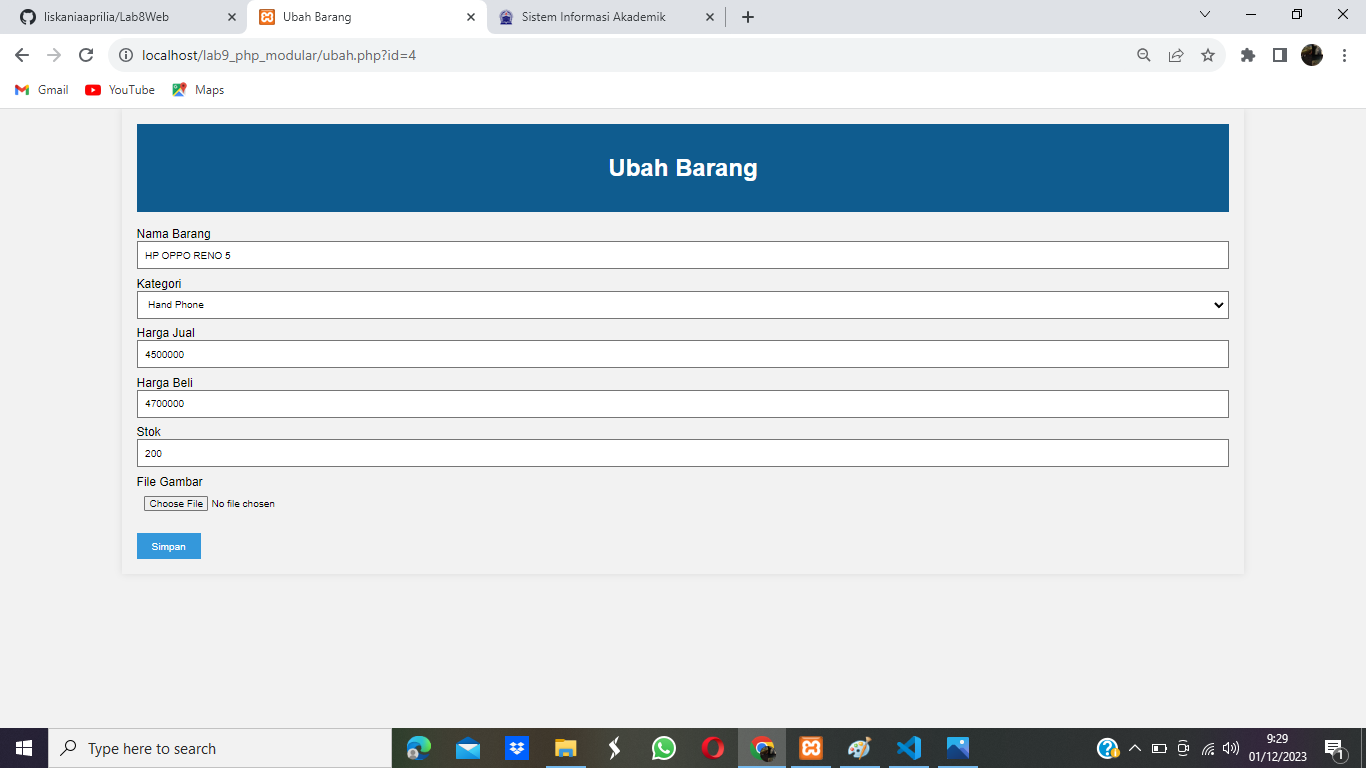 liskaniaaprilia/Lab8Web
Ubah Barang
Sistem Informasi Akademik
localhost/lab9_php_modular/ubah.php?id=4
Gmail
YouTube
Maps
Ubah Barang
Nama Barang
HP OPPO RENO 5
Kategori
Hand Phone
Harga Jual
4500000
Harga Beli
4700000
Stok
200
File Gambar
Choose File No file chosen
Simpan
Type here to search
9:29
01/12/2023
1